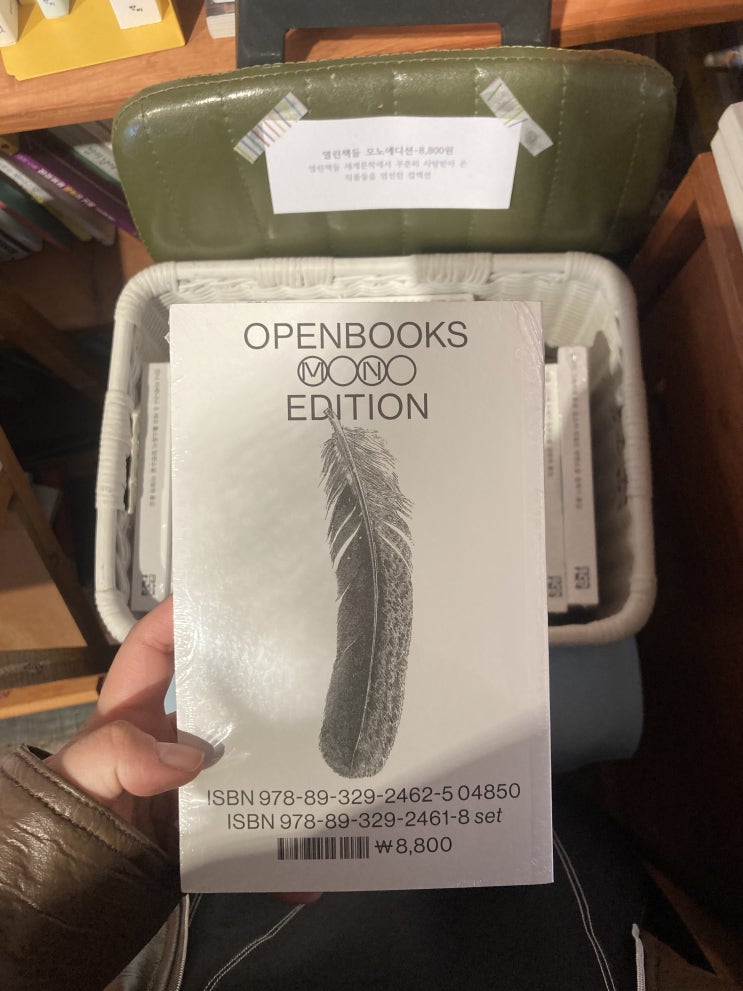 열린책들 모노에디션-8,800원
열린책들 세계문학에서 꾸준히 사랑받아 온
작품들을 엄선한 컬렉션
OPENBOOKS
MONO
EDITION
ISBN 978-89-329-2462-5 04850
ISBN 978-89-329-2461-8 set
₩8,800